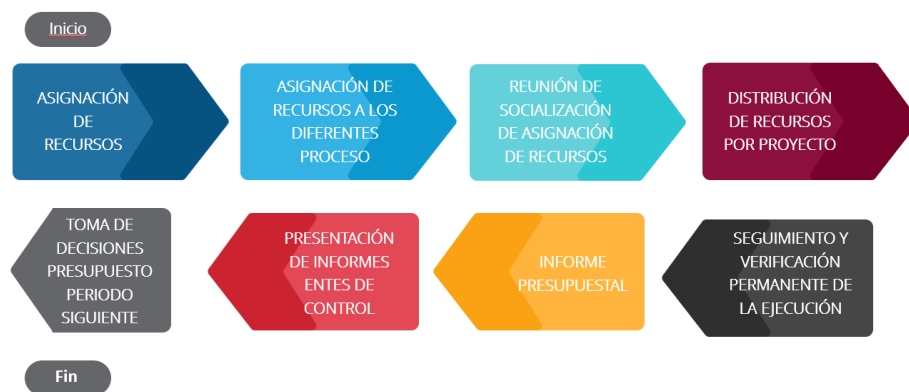 Inicio
ASIGNACIÓN
DE
RECURSOS
ASIGNACIÓN DE
RECURSOS A LOS
DIFERENTES
PROCESO
REUNIÓN DE
SOCIALIZACIÓN
DE ASIGNACIÓN
DE RECURSOS
DISTRIBUCIÓN
DE RECURSOS
POR PROYECTO
SEGUIMIENTO Y
VERIFICACIÓN
PERMANENTE DE
LA EJECUCIÓN
INFORME
PRESUPUESTAL
PRESENTACIÓN
DE INFORMES
ENTES DE
CONTROL
TOMA DE
DECISIONES
PRESUPUESTO
PERIODO
SIGUIENTE
Fin